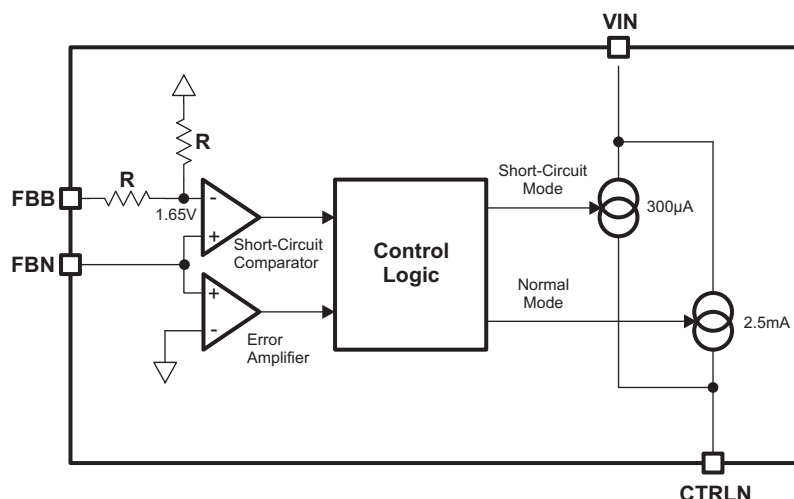 VIN
R
R
FBB
1.65V
-
+
Short-Circuit
Comparator
FBN
+
-
Error
Amplifier
Control
Logic
Short-Circuit
Mode
300µA
Normal
Mode
2.5mA
CTRLN